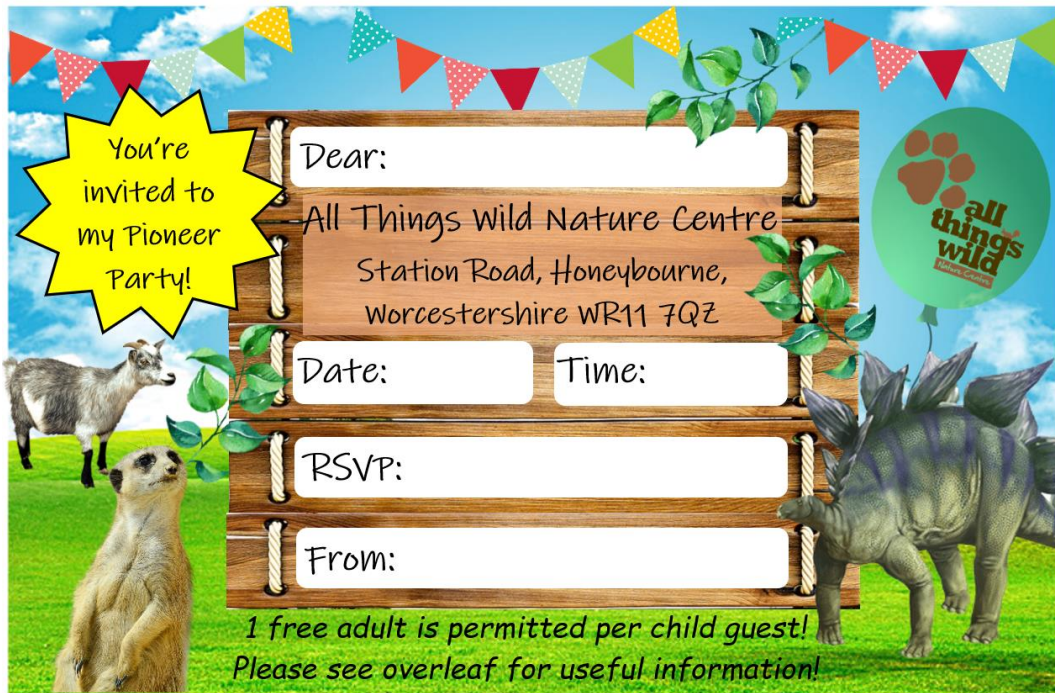 You're
invited to
my Pioneer
Party!
Dear:
All Things Wild Nature Centre
Station Road, Honeybourne,
Worcestershire WR11 7QZ
Date:
Time:
RSVP:
From:
all
things
wild
Nature Centre
1 free adult is permitted per child guest!
Please see overleaf for useful information!